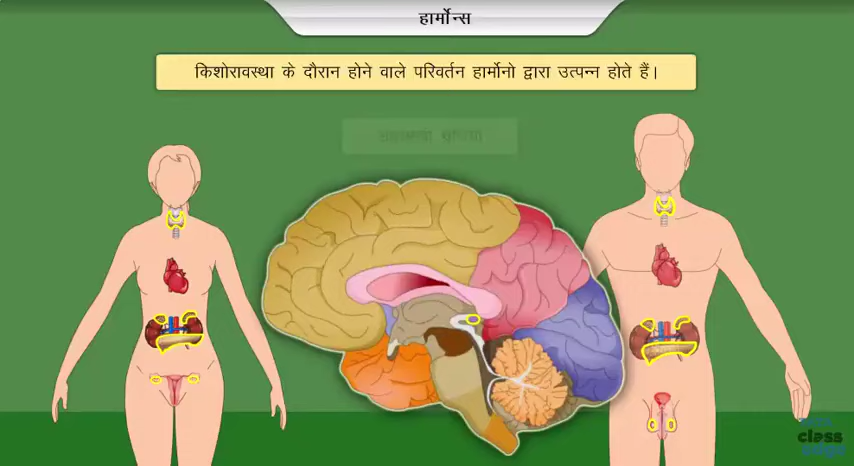 हार्मोन्स
किशोरावस्था के दौरान होने वाले परिवर्तन हार्मोनो द्वारा उत्पन्न होते हैं।
class